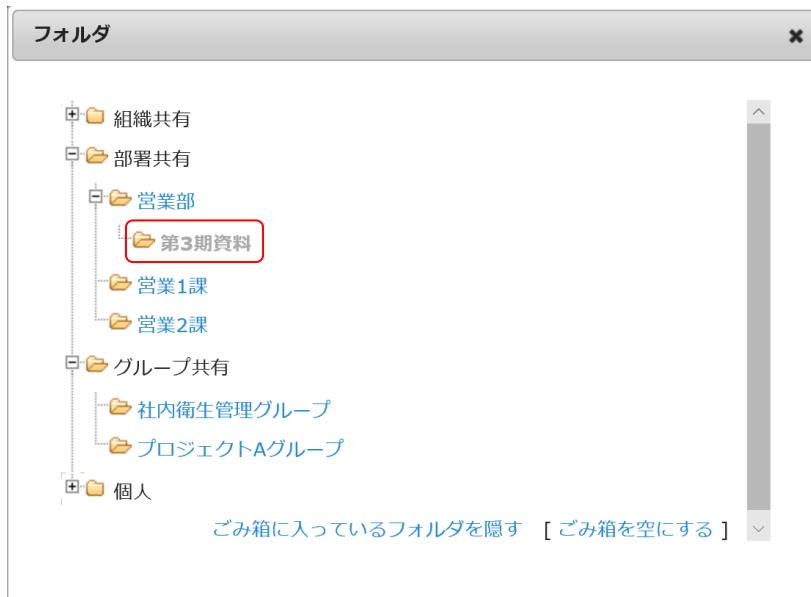 フォルダ
組織共有
部署共有
営業部
第3期資料
営業1課
営業2課
グループ共有
社内衛生管理グループ
プロジェクトAグループ
個人
ごみ箱に入っているフォルダを隠す [ ごみ箱を空にする ]